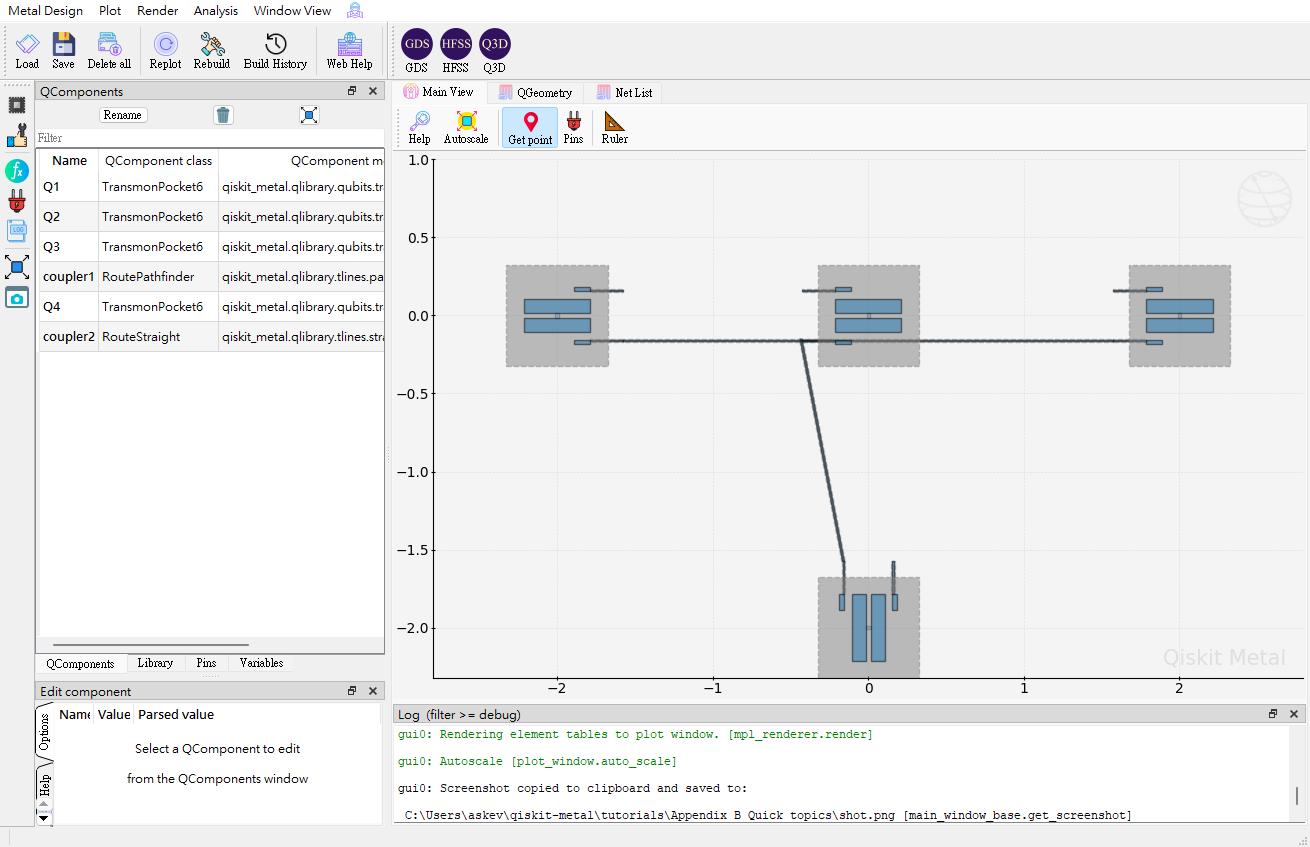 Metal Design Plot Render Analysis Window View
Load Save Delete all Replot Rebuild Build History Web Help
GDS HFSS Q3D
GDS HFSS Q3D
QComponents
Rename
Filter
Name QComponent class QComponent m
Q1 TransmonPocket6 qiskit_metal.qlibrary.qubits.tr
Q2 TransmonPocket6 qiskit_metal.qlibrary.qubits.tr
Q3 TransmonPocket6 qiskit_metal.qlibrary.qubits.tr
coupler1 RoutePathfinder qiskit_metal.qlibrary.tlines.pa
Q4 TransmonPocket6 qiskit_metal.qlibrary.qubits.tr
coupler2 RouteStraight qiskit_metal.qlibrary.tlines.stra
QComponents Library Pins Variables
Edit component
Options
Help
Name Value Parsed value
Select a QComponent to edit
from the QComponents window
Main View QGeometry Net List
Help Autoscale Get point Pins Ruler
1.0
0.5
0.0
−0.5
−1.0
−1.5
−2.0
−2 −1 0 1 2
Qiskit Metal
Log (filter >= debug)
gui0: Rendering element tables to plot window. [mpl_renderer.render]
gui0: Autoscale [plot_window.auto_scale]
gui0: Screenshot copied to clipboard and saved to:
C:\Users\askev\qiskit-metal\tutorials\Appendix B Quick topics\shot.png [main_window_base.get_screenshot]